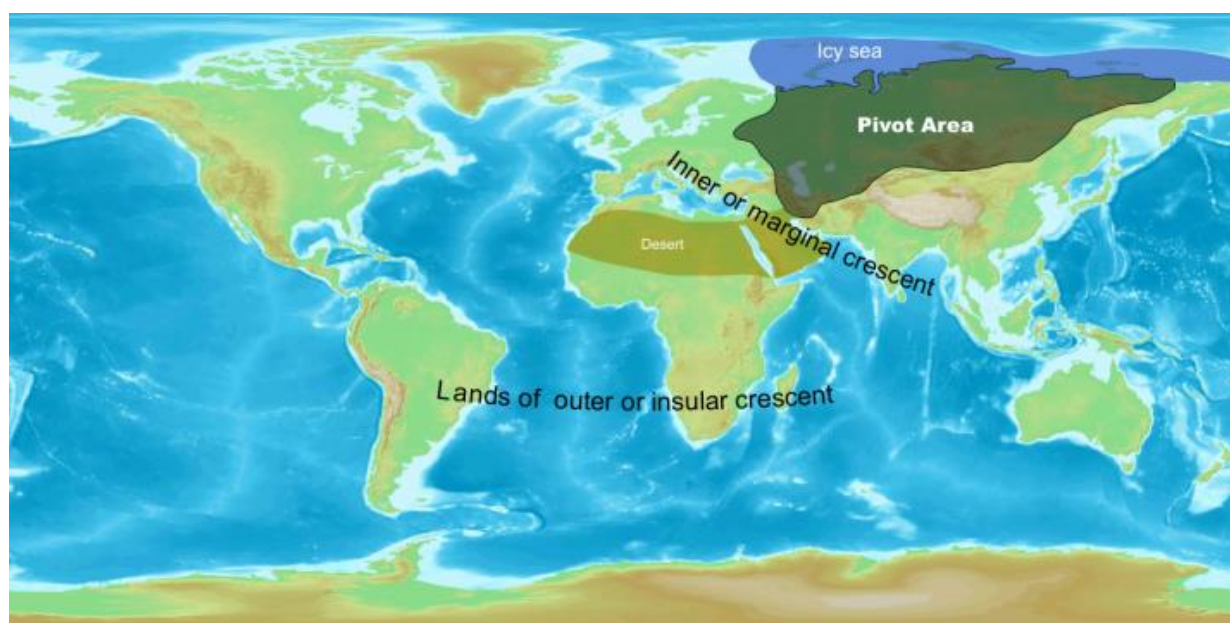 Icy sea
Pivot Area
Inner or marginal crescent
Desert
Lands of outer or insular crescent